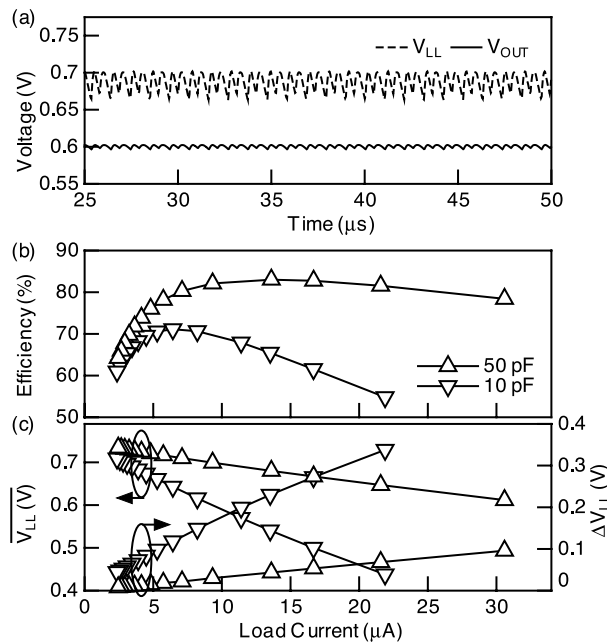 (a)
0.75
0.7
0.65
0.6
0.55
Voltage (V)
V_LL
V_OUT
25 30 35 40 45 50
Time (μs)
(b)
90
80
70
60
50
Efficiency (%)
50 pF
10 pF
(c)
0.7
0.6
0.5
0.4
V_LL (V)
0.4
0.3
0.2
0.1
0
ΔV_LL (V)
0 5 10 15 20 25 30
Load Current (μA)